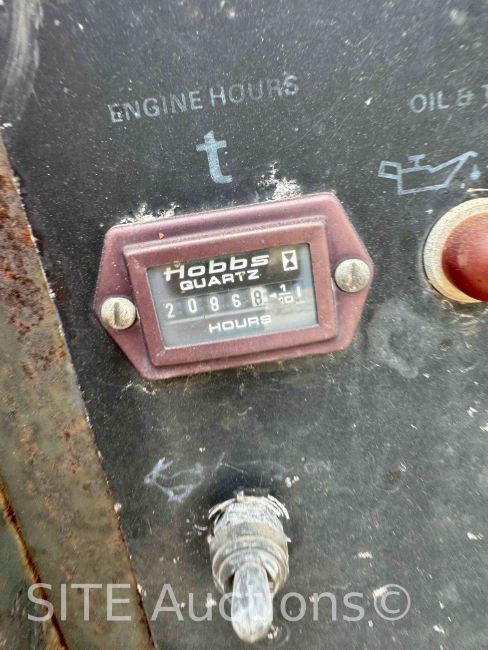 ENGINE HOURS
t
OIL &
Hobbs
QUARTZ
20868 1/10
HOURS
ON
SITE Auctions©